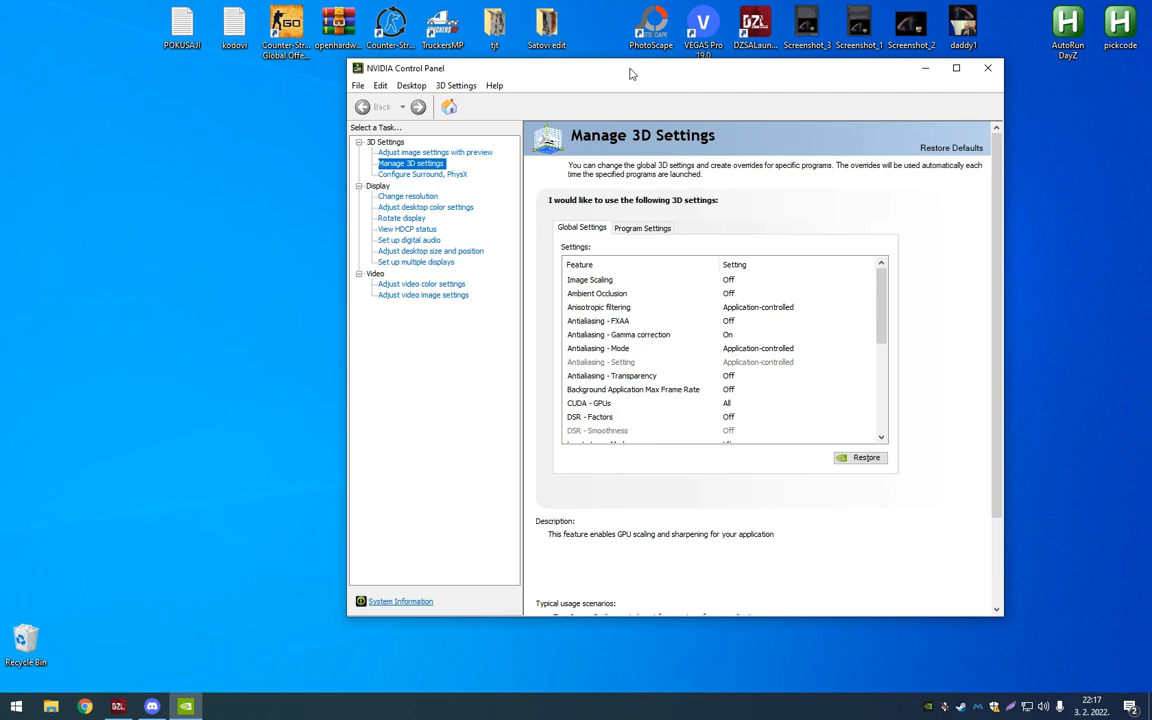 POKUSAJI
kodovi
Counter-Str...
Global Offe...
openhardw...
Counter-Str...
TruckersMP
tjt
Satovi edit
PhotoScape
VEGAS Pro
19.0
DZSALaun...
Screenshot_3
Screenshot_1
Screenshot_2
daddy1
AutoRun
DayZ
pickcode
NVIDIA Control Panel
File Edit Desktop 3D Settings Help
Back
Select a Task...
3D Settings
Adjust image settings with preview
Manage 3D settings
Configure Surround, PhysX
Display
Change resolution
Adjust desktop color settings
Rotate display
View HDCP status
Set up digital audio
Adjust desktop size and position
Set up multiple displays
Video
Adjust video color settings
Adjust video image settings
System Information
Manage 3D Settings
Restore Defaults
You can change the global 3D settings and create overrides for specific programs. The overrides will be used automatically each
time the specified programs are launched.
I would like to use the following 3D settings:
Global Settings Program Settings
Settings:
Feature Setting
Image Scaling Off
Ambient Occlusion Off
Anisotropic filtering Application-controlled
Antialiasing - FXAA Off
Antialiasing - Gamma correction On
Antialiasing - Mode Application-controlled
Antialiasing - Setting Application-controlled
Antialiasing - Transparency Off
Background Application Max Frame Rate Off
CUDA - GPUs All
DSR - Factors Off
DSR - Smoothness Off
Restore
Description:
This feature enables GPU scaling and sharpening for your application
Typical usage scenarios:
Recycle Bin
22:17
3. 2. 2022.